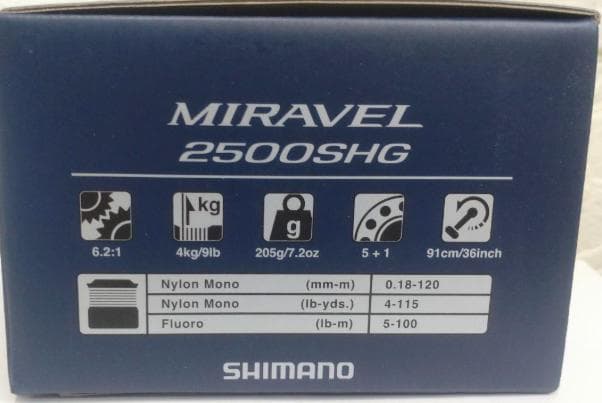 MIRAVEL
2500SHG
kg g
6.2:1 4kg/9lb 205g/7.2oz 5 + 1 91cm/36inch
Nylon Mono (mm-m) 0.18-120
Nylon Mono (lb-yds.) 4-115
Fluoro (lb-m) 5-100
SHIMANO